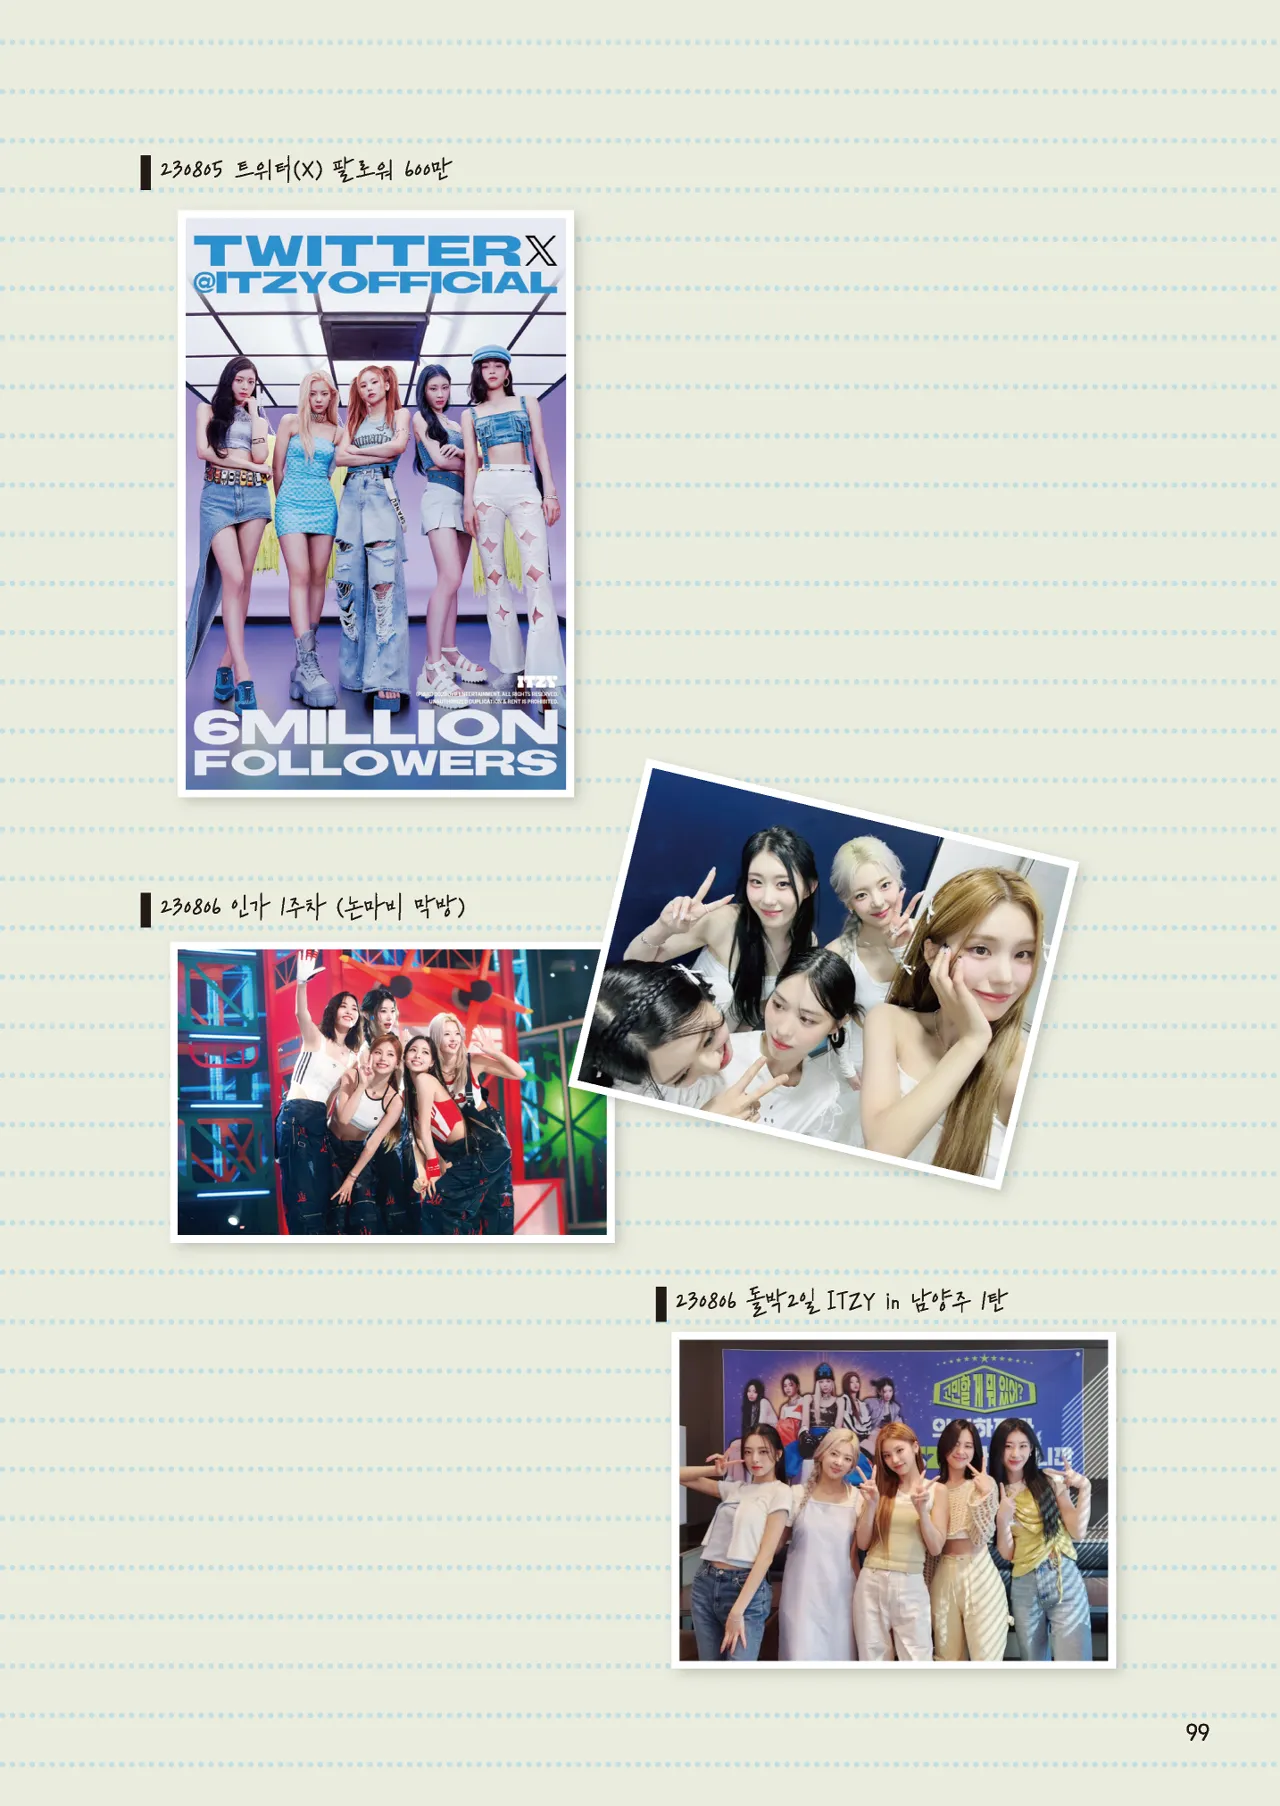 230805 트위터(X) 팔로워 600만
TWITTER X
@ITZYOFFICIAL
ITZY
6MILLION
FOLLOWERS
230806 인가 1주차 (논마비 막방)
230806 돌박2일 ITZY in 남양주 1탄
고민할 게 뭐 있어?
99